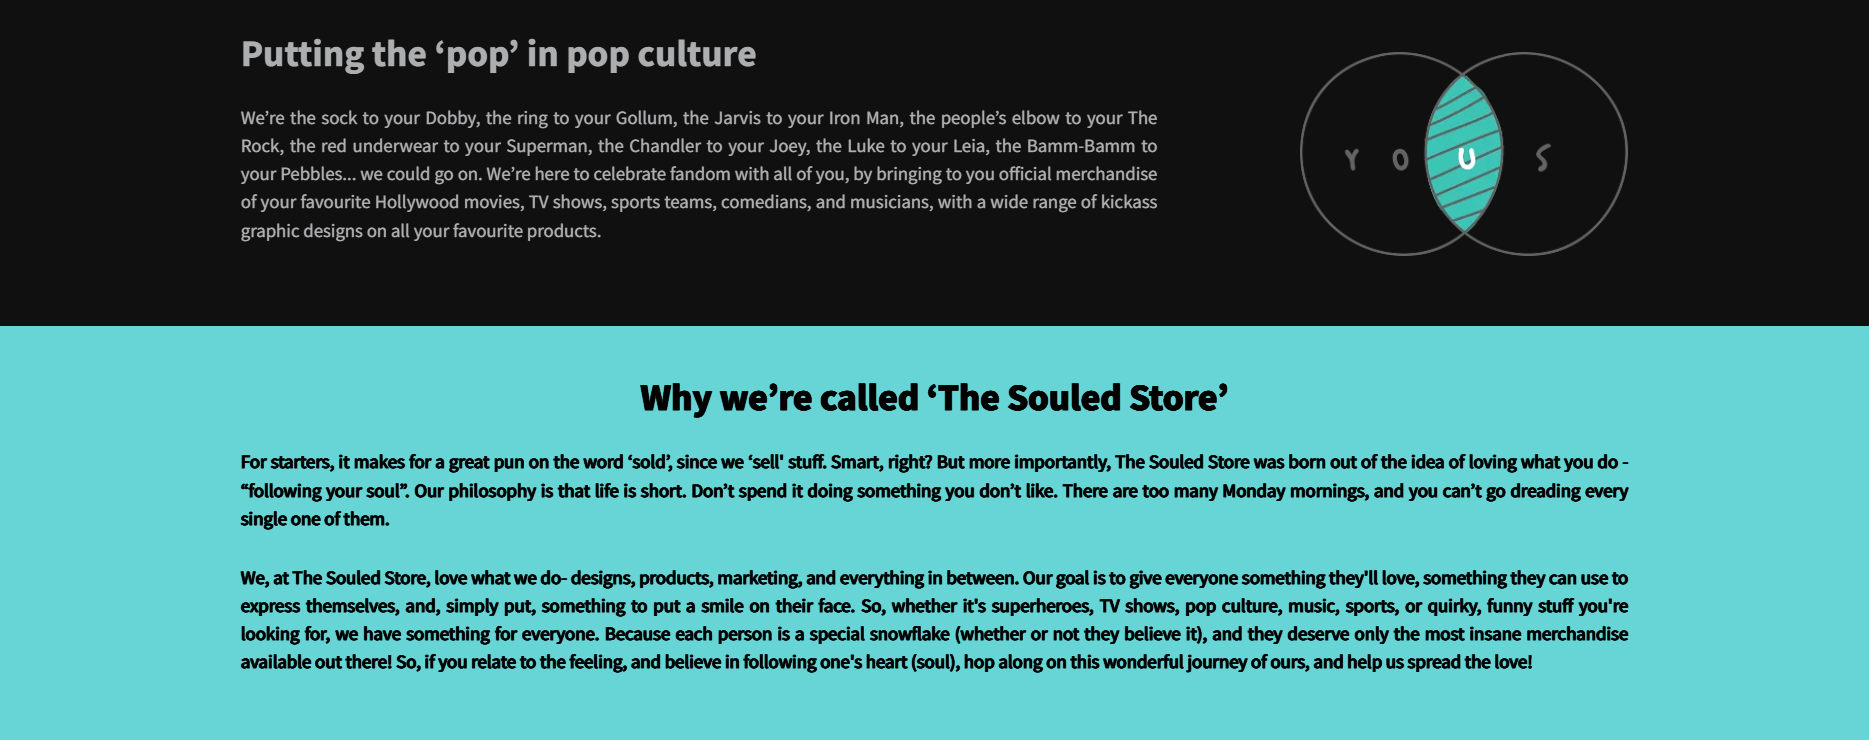 Putting the ‘pop’ in pop culture
We’re the sock to your Dobby, the ring to your Gollum, the Jarvis to your Iron Man, the people’s elbow to your The
Rock, the red underwear to your Superman, the Chandler to your Joey, the Luke to your Leia, the Bamm-Bamm to
your Pebbles... we could go on. We’re here to celebrate fandom with all of you, by bringing to you official merchandise
of your favourite Hollywood movies, TV shows, sports teams, comedians, and musicians, with a wide range of kickass
graphic designs on all your favourite products.
Y O U S
Why we’re called ‘The Souled Store’
For starters, it makes for a great pun on the word ‘sold’, since we ‘sell' stuff. Smart, right? But more importantly, The Souled Store was born out of the idea of loving what you do -
“following your soul”. Our philosophy is that life is short. Don’t spend it doing something you don’t like. There are too many Monday mornings, and you can’t go dreading every
single one of them.
We, at The Souled Store, love what we do- designs, products, marketing, and everything in between. Our goal is to give everyone something they'll love, something they can use to
express themselves, and, simply put, something to put a smile on their face. So, whether it's superheroes, TV shows, pop culture, music, sports, or quirky, funny stuff you're
looking for, we have something for everyone. Because each person is a special snowflake (whether or not they believe it), and they deserve only the most insane merchandise
available out there! So, if you relate to the feeling, and believe in following one's heart (soul), hop along on this wonderful journey of ours, and help us spread the love!